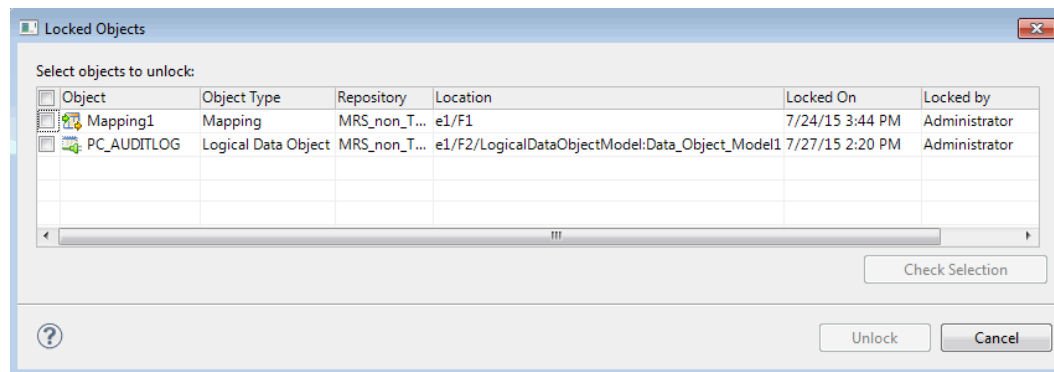 Locked Objects
Select objects to unlock:
Object Object Type Repository Location Locked On Locked by
Mapping1 Mapping MRS_non_T... e1/F1 7/24/15 3:44 PM Administrator
PC_AUDITLOG Logical Data Object MRS_non_T... e1/F2/LogicalDataObjectModel:Data_Object_Model1 7/27/15 2:20 PM Administrator
Check Selection
?
Unlock Cancel